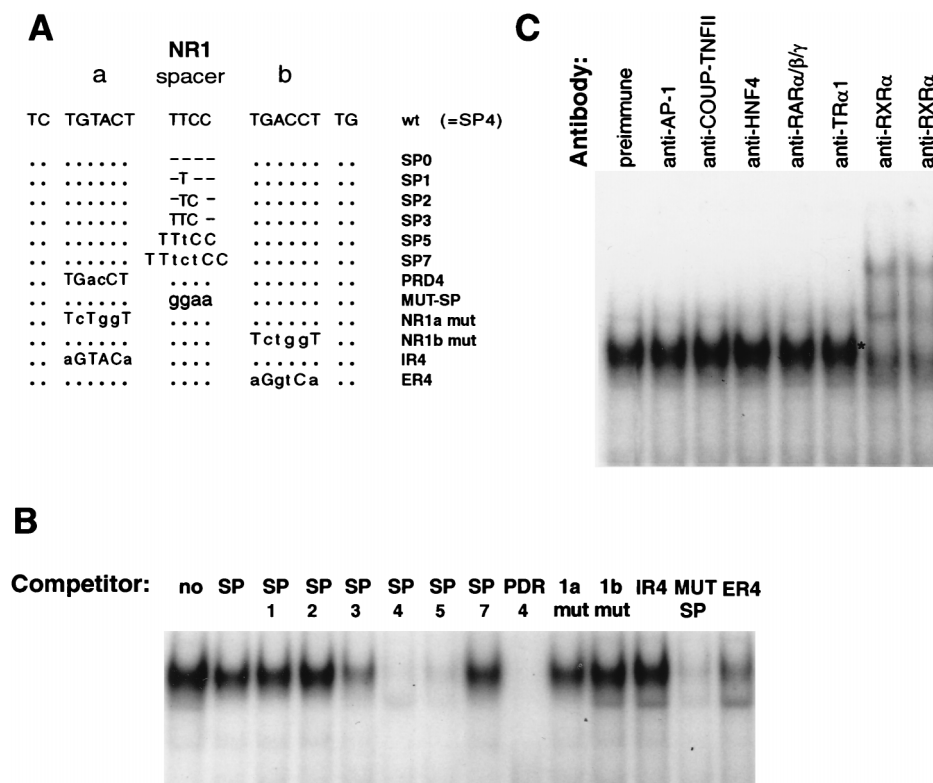 A
NR1
a spacer b
TC TGTACT TTCC TGACCT TG wt (=SP4)
.. ...... ---- ...... .. SP0
.. ...... -T-- ...... .. SP1
.. ...... -TC- ...... .. SP2
.. ...... TTC- ...... .. SP3
.. ...... TTtCC ...... .. SP5
.. ...... TTtctCC ...... .. SP7
.. TGacCT .... ...... .. PRD4
.. ...... ggaa ...... .. MUT-SP
.. TcTggT .... ...... .. NR1a mut
.. ...... .... TctggT .. NR1b mut
.. aGTACa .... ...... .. IR4
.. ...... .... aGgtCa .. ER4
C
Antibody: preimmune anti-AP-1 anti-COUP-TNFII anti-HNF4 anti-RARα/β/γ anti-TRα1 anti-RXRα anti-RXRα
*
B
Competitor: no SP SP SP SP SP SP SP PDR 1a 1b IR4 MUT ER4
1 2 3 4 5 7 4 mut mut SP